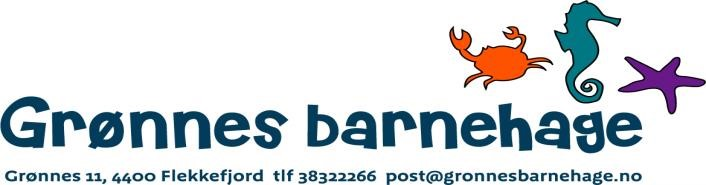 Grønnes barnehage
Grønnes 11, 4400 Flekkefjord tlf 38322266 post@gronnesbarnehage.no